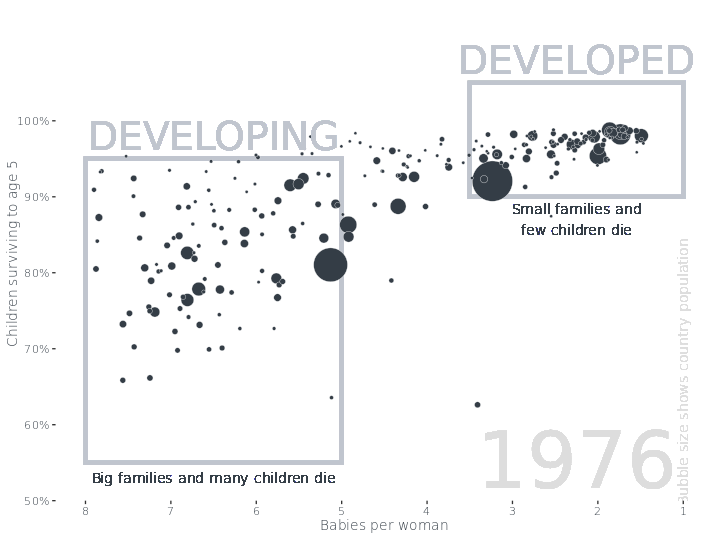 DEVELOPED
DEVELOPING
100%
90%
80%
70%
60%
50%
Children surviving to age 5
Small families and
few children die
Big families and many children die
1976
Bubble size shows country population
8 7 6 5 4 3 2 1
Babies per woman